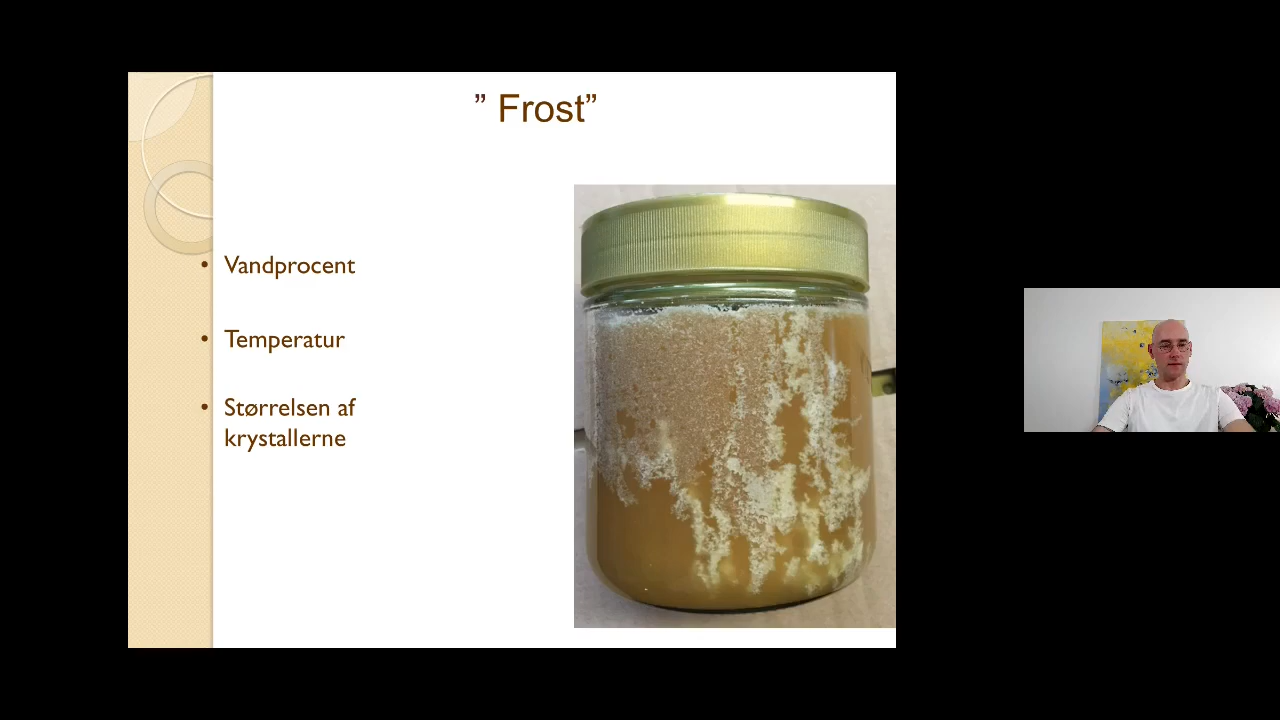 ” Frost”
• Vandprocent
• Temperatur
• Størrelsen af
krystallerne